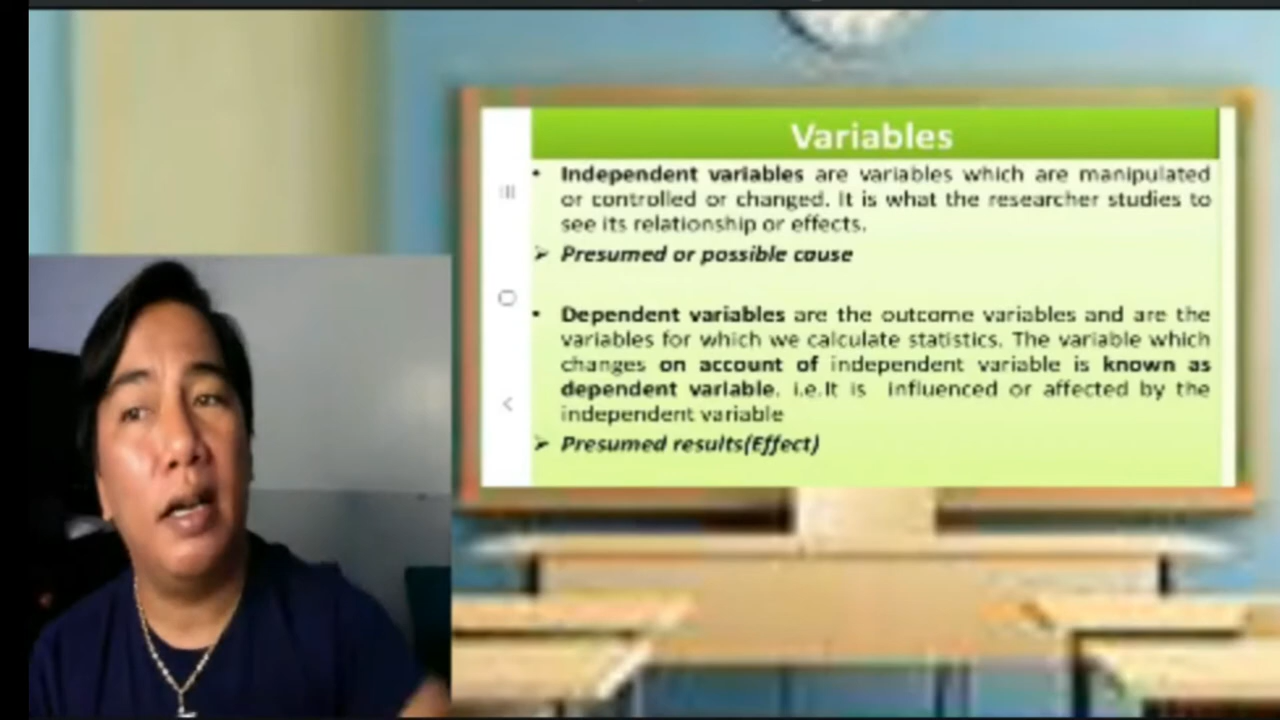 Variables
• Independent variables are variables which are manipulated
or controlled or changed. It is what the researcher studies to
see its relationship or effects.
➢ Presumed or possible cause
• Dependent variables are the outcome variables and are the
variables for which we calculate statistics. The variable which
changes on account of independent variable is known as
dependent variable. i.e.It is influenced or affected by the
independent variable
➢ Presumed results(Effect)